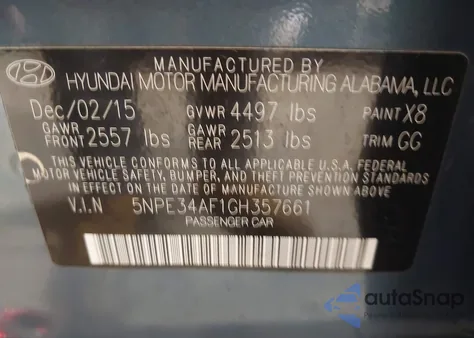 MANUFACTURED BY
HYUNDAI MOTOR MANUFACTURING ALABAMA, LLC
Dec/02/15 GVWR 4497 lbs PAINT X8
GAWR FRONT 2557 lbs GAWR REAR 2513 lbs TRIM GG
THIS VEHICLE CONFORMS TO ALL APPLICABLE U.S.A. FEDERAL
MOTOR VEHICLE SAFETY, BUMPER, AND THEFT PREVENTION STANDARDS
IN EFFECT ON THE DATE OF MANUFACTURE SHOWN ABOVE.
V.I.N 5NPE34AF1GH357661
PASSENGER CAR
autoSnap